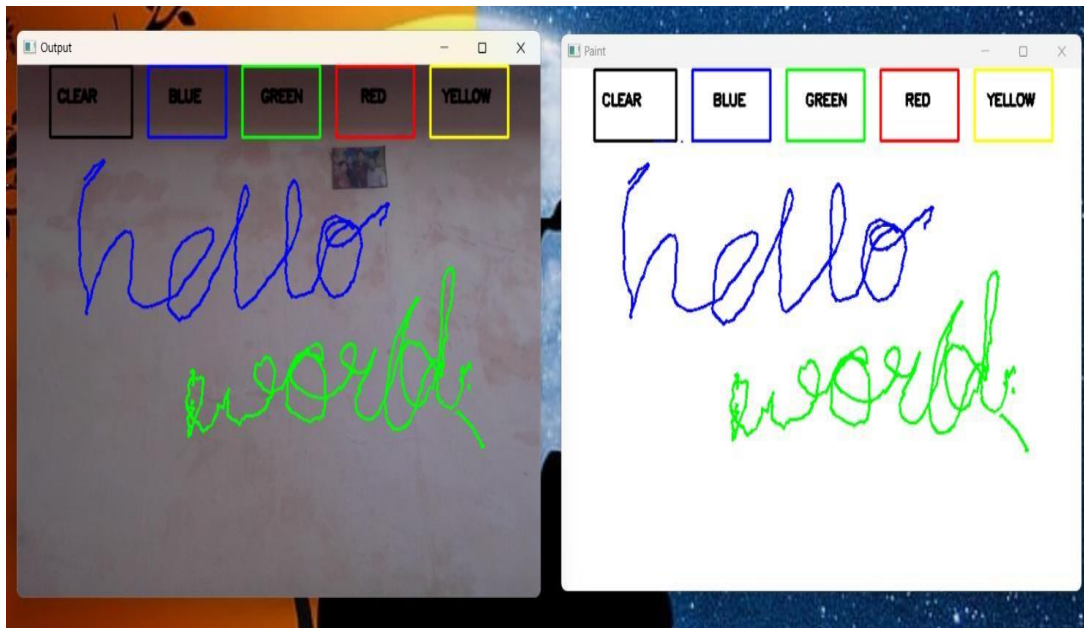 Output
CLEAR BLUE GREEN RED YELLOW
hello
world
Paint
CLEAR BLUE GREEN RED YELLOW
hello
world